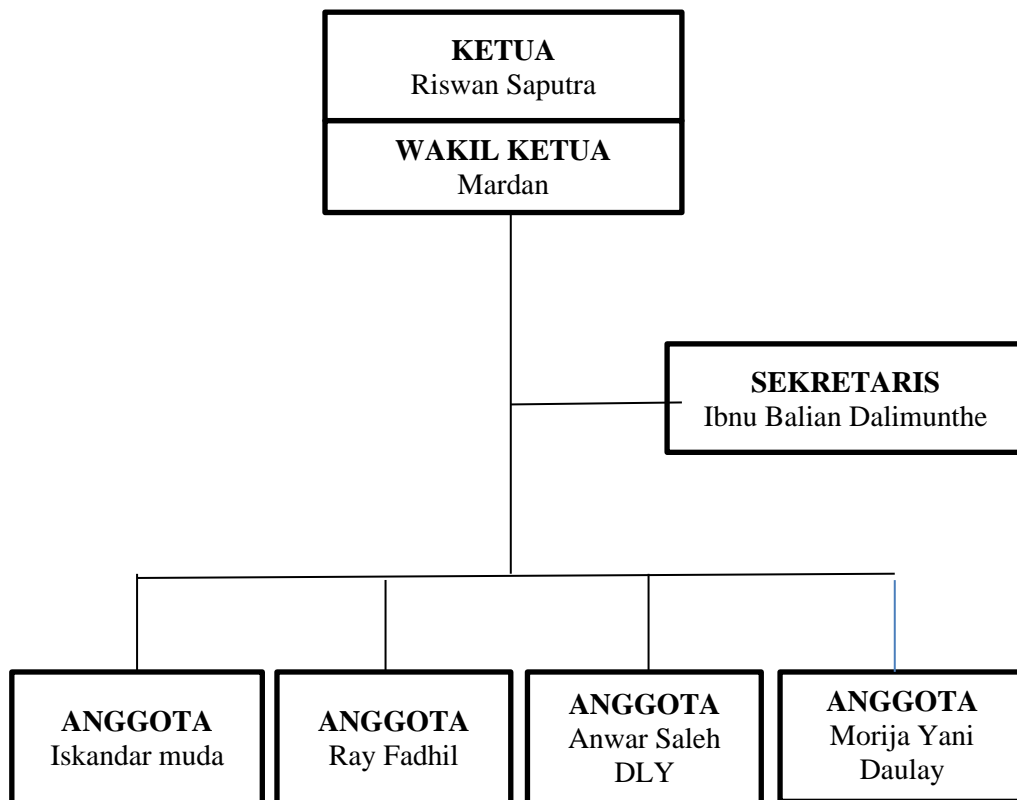 KETUA
Riswan Saputra
WAKIL KETUA
Mardan
SEKRETARIS
Ibnu Balian Dalimunthe
ANGGOTA
Iskandar muda
ANGGOTA
Ray Fadhil
ANGGOTA
Anwar Saleh
DLY
ANGGOTA
Morija Yani
Daulay